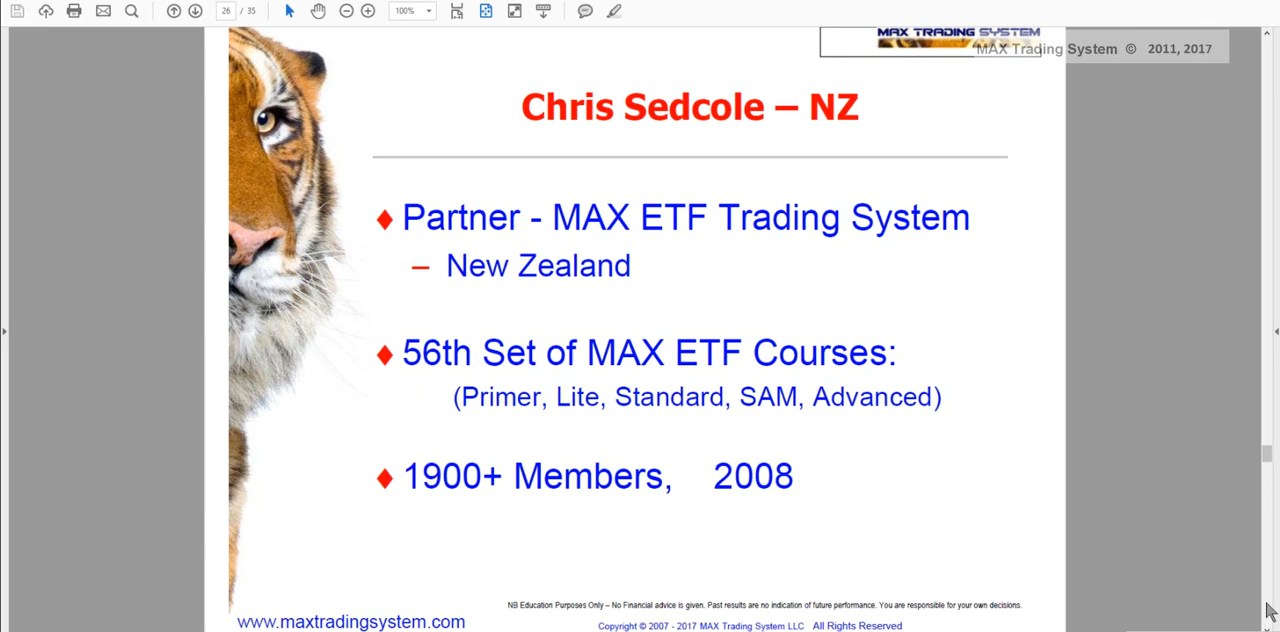 26 / 35
100%
MAX TRADING SYSTEM
MAX Trading System © 2011, 2017
Chris Sedcole – NZ
Partner - MAX ETF Trading System
– New Zealand
56th Set of MAX ETF Courses:
(Primer, Lite, Standard, SAM, Advanced)
1900+ Members, 2008
NB Education Purposes Only – No Financial advice is given. Past results are no indication of future performance. You are responsible for your own decisions.
www.maxtradingsystem.com
Copyright © 2007 - 2017 MAX Trading System LLC All Rights Reserved